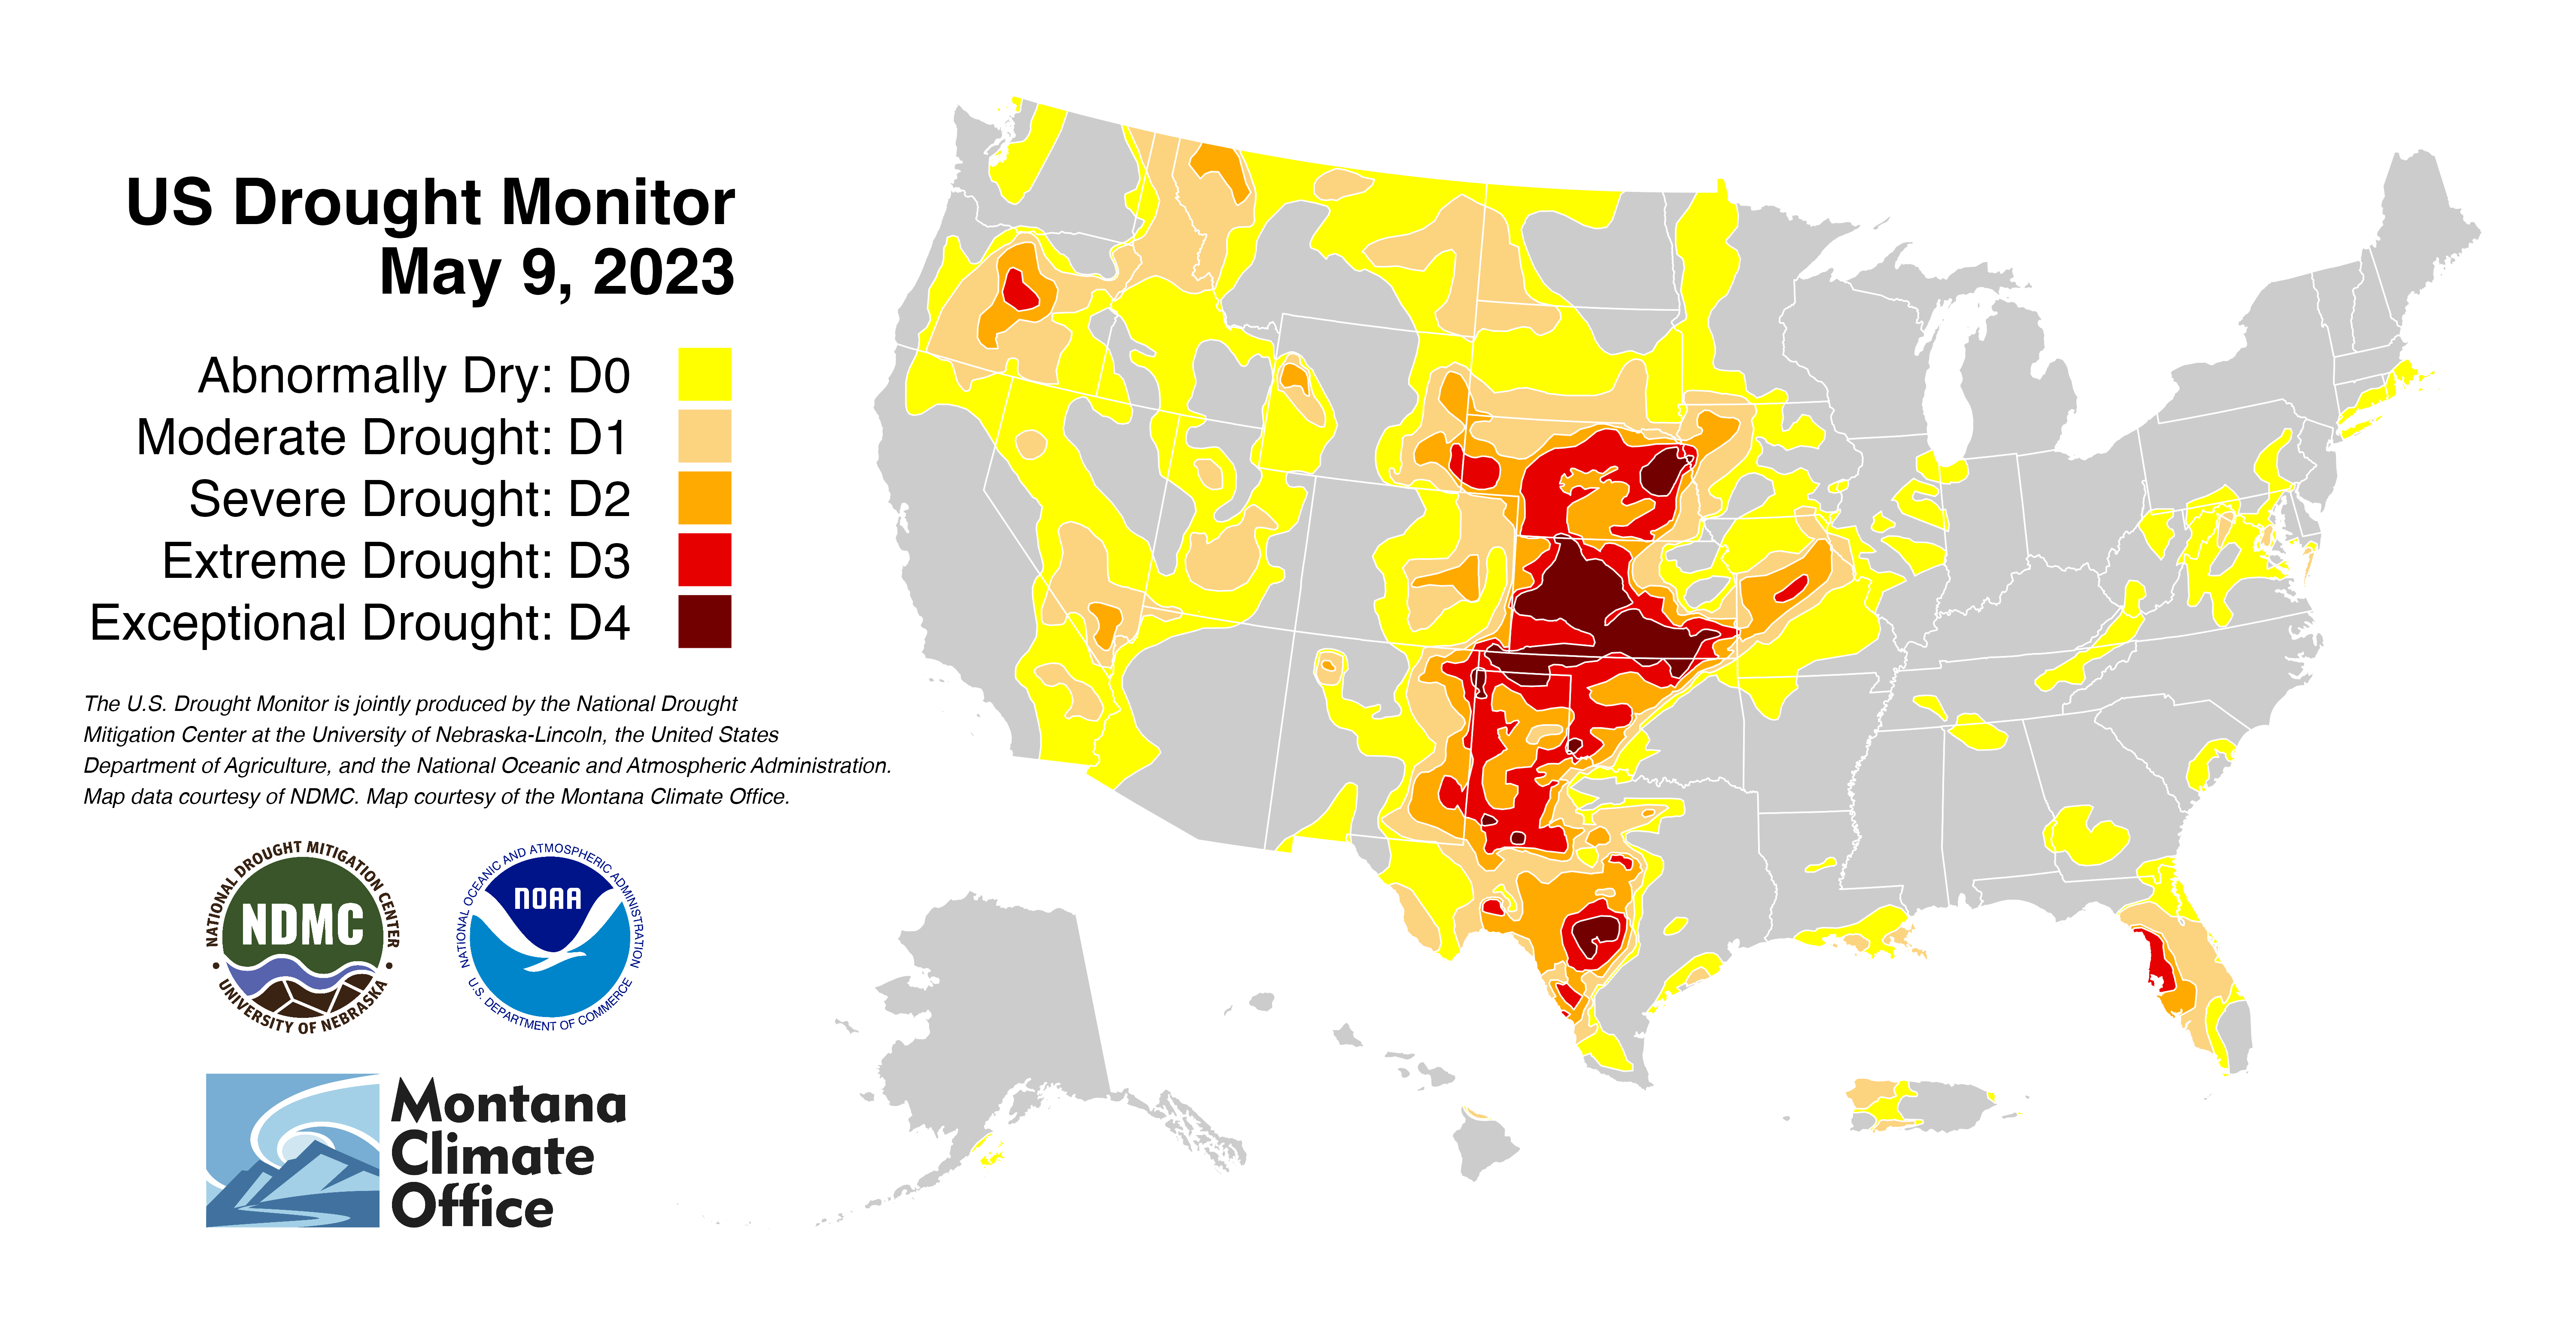 US Drought Monitor
May 9, 2023
Abnormally Dry: D0
Moderate Drought: D1
Severe Drought: D2
Extreme Drought: D3
Exceptional Drought: D4
The U.S. Drought Monitor is jointly produced by the National Drought
Mitigation Center at the University of Nebraska-Lincoln, the United States
Department of Agriculture, and the National Oceanic and Atmospheric Administration.
Map data courtesy of NDMC. Map courtesy of the Montana Climate Office.
NATIONAL DROUGHT MITIGATION CENTER
NDMC
UNIVERSITY OF NEBRASKA
NATIONAL OCEANIC AND ATMOSPHERIC ADMINISTRATION
NOAA
U.S. DEPARTMENT OF COMMERCE
Montana
Climate
Office